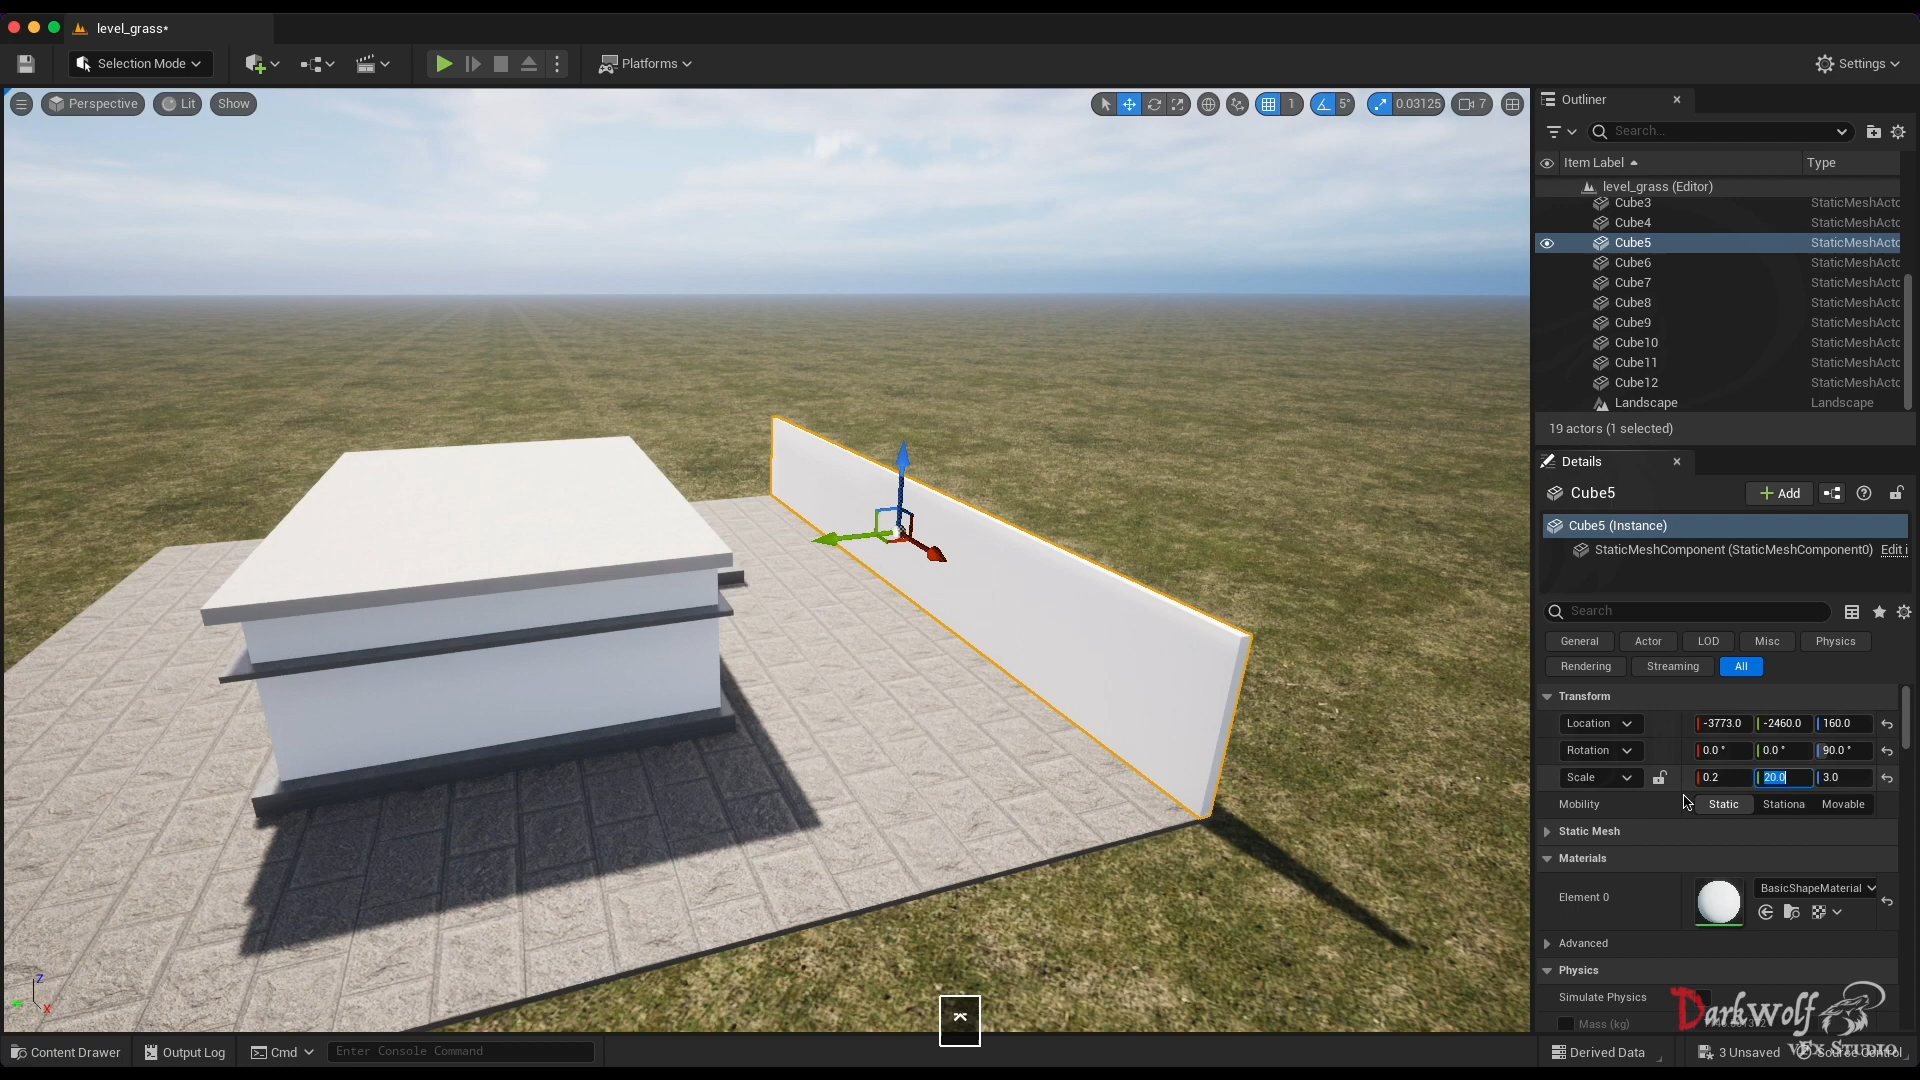 level_grass*
Selection Mode
Platforms
Settings
Perspective
Lit
Show
1
5°
0.03125
7
Outliner
Search...
Item Label
Type
level_grass (Editor)
Cube3 StaticMeshActo
Cube4 StaticMeshActo
Cube5 StaticMeshActo
Cube6 StaticMeshActo
Cube7 StaticMeshActo
Cube8 StaticMeshActo
Cube9 StaticMeshActo
Cube10 StaticMeshActo
Cube11 StaticMeshActo
Cube12 StaticMeshActo
Landscape Landscape
19 actors (1 selected)
Details
Cube5
Add
Cube5 (Instance)
StaticMeshComponent (StaticMeshComponent0) Edit i
Search
General Actor LOD Misc Physics
Rendering Streaming All
Transform
Location -3773.0 -2460.0 160.0
Rotation 0.0 ° 0.0 ° 90.0 °
Scale 0.2 20.0 3.0
Mobility Static Stationa Movable
Static Mesh
Materials
Element 0
BasicShapeMaterial
Advanced
Physics
Simulate Physics
Mass (kg)
DarkWolf
VFX Studio
Z
X
Content Drawer
Output Log
Cmd
Enter Console Command
Derived Data
3 Unsaved
Source Control